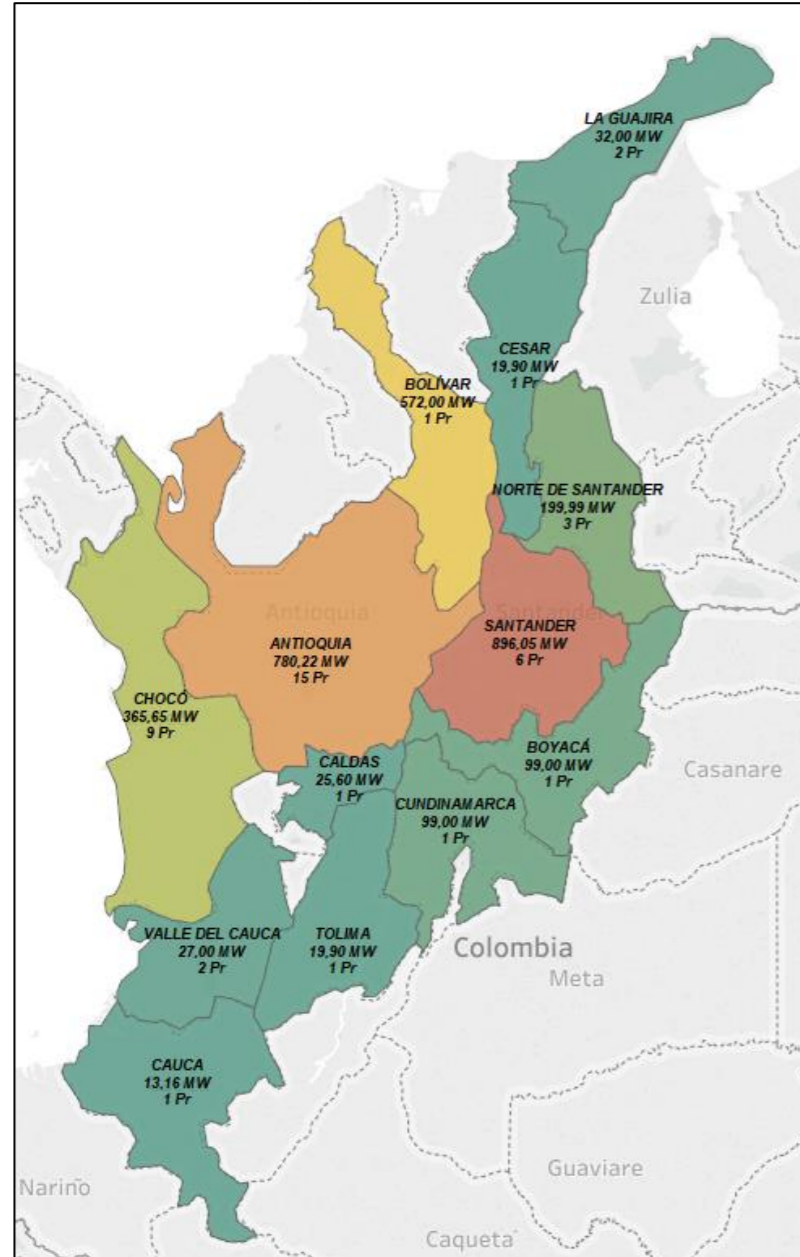 LA GUAJIRA
32,00 MW
2 Pr
Zulia
CESAR
19,90 MW
1 Pr
BOLÍVAR
572,00 MW
1 Pr
NORTE DE SANTANDER
199,99 MW
3 Pr
Antioquia
Santander
SANTANDER
896,05 MW
6 Pr
ANTIOQUIA
780,22 MW
15 Pr
CHOCÓ
365,65 MW
9 Pr
BOYACÁ
99,00 MW
1 Pr
CALDAS
25,60 MW
1 Pr
Casanare
CUNDINAMARCA
99,00 MW
1 Pr
VALLE DEL CAUCA
27,00 MW
2 Pr
TOLIMA
19,90 MW
1 Pr
Colombia
Meta
CAUCA
13,16 MW
1 Pr
Guaviare
Nariño
Caqueta